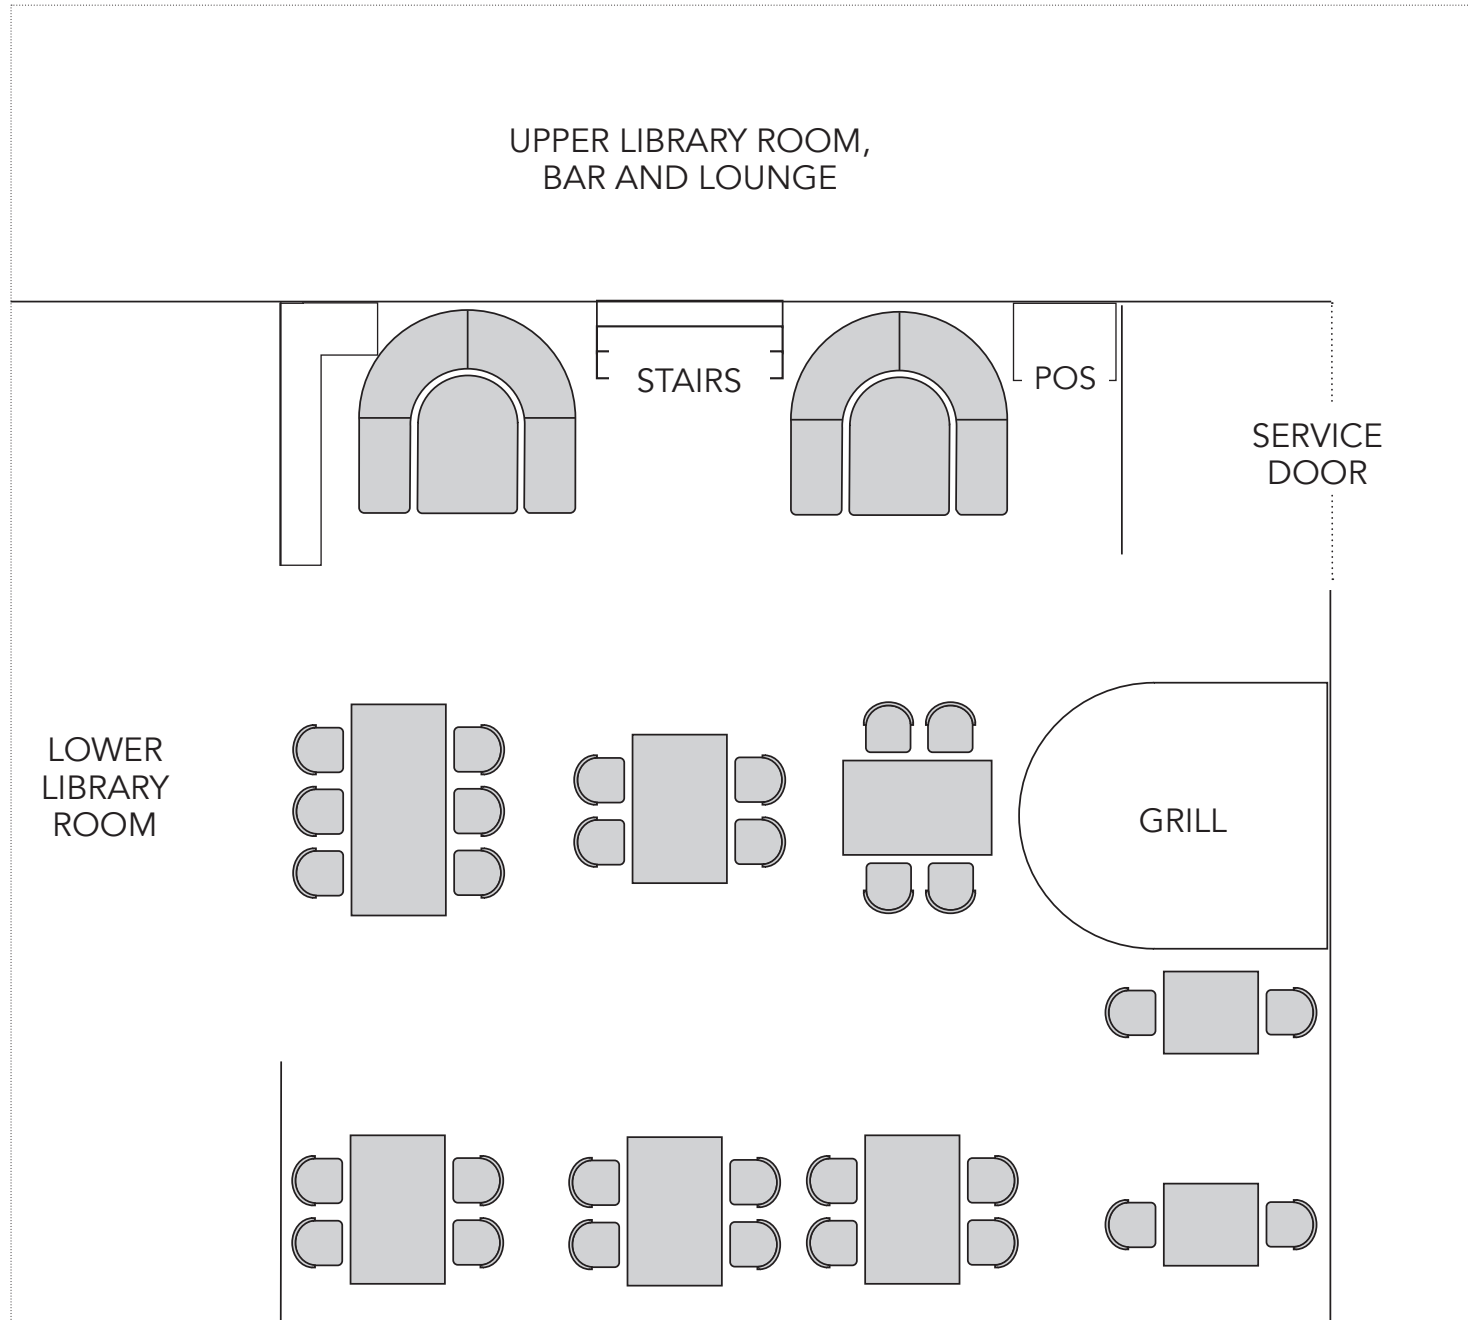 UPPER LIBRARY ROOM,
BAR AND LOUNGE
STAIRS
POS
SERVICE
DOOR
LOWER
LIBRARY
ROOM
GRILL